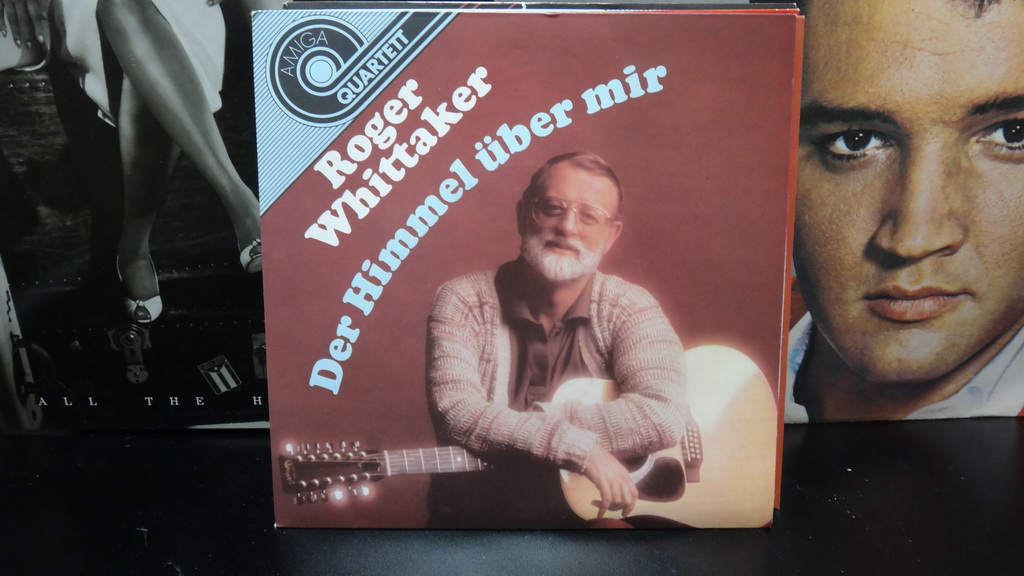 AMIGA
QUARTETT
Roger
Whittaker
Der Himmel über mir
ALL THE H